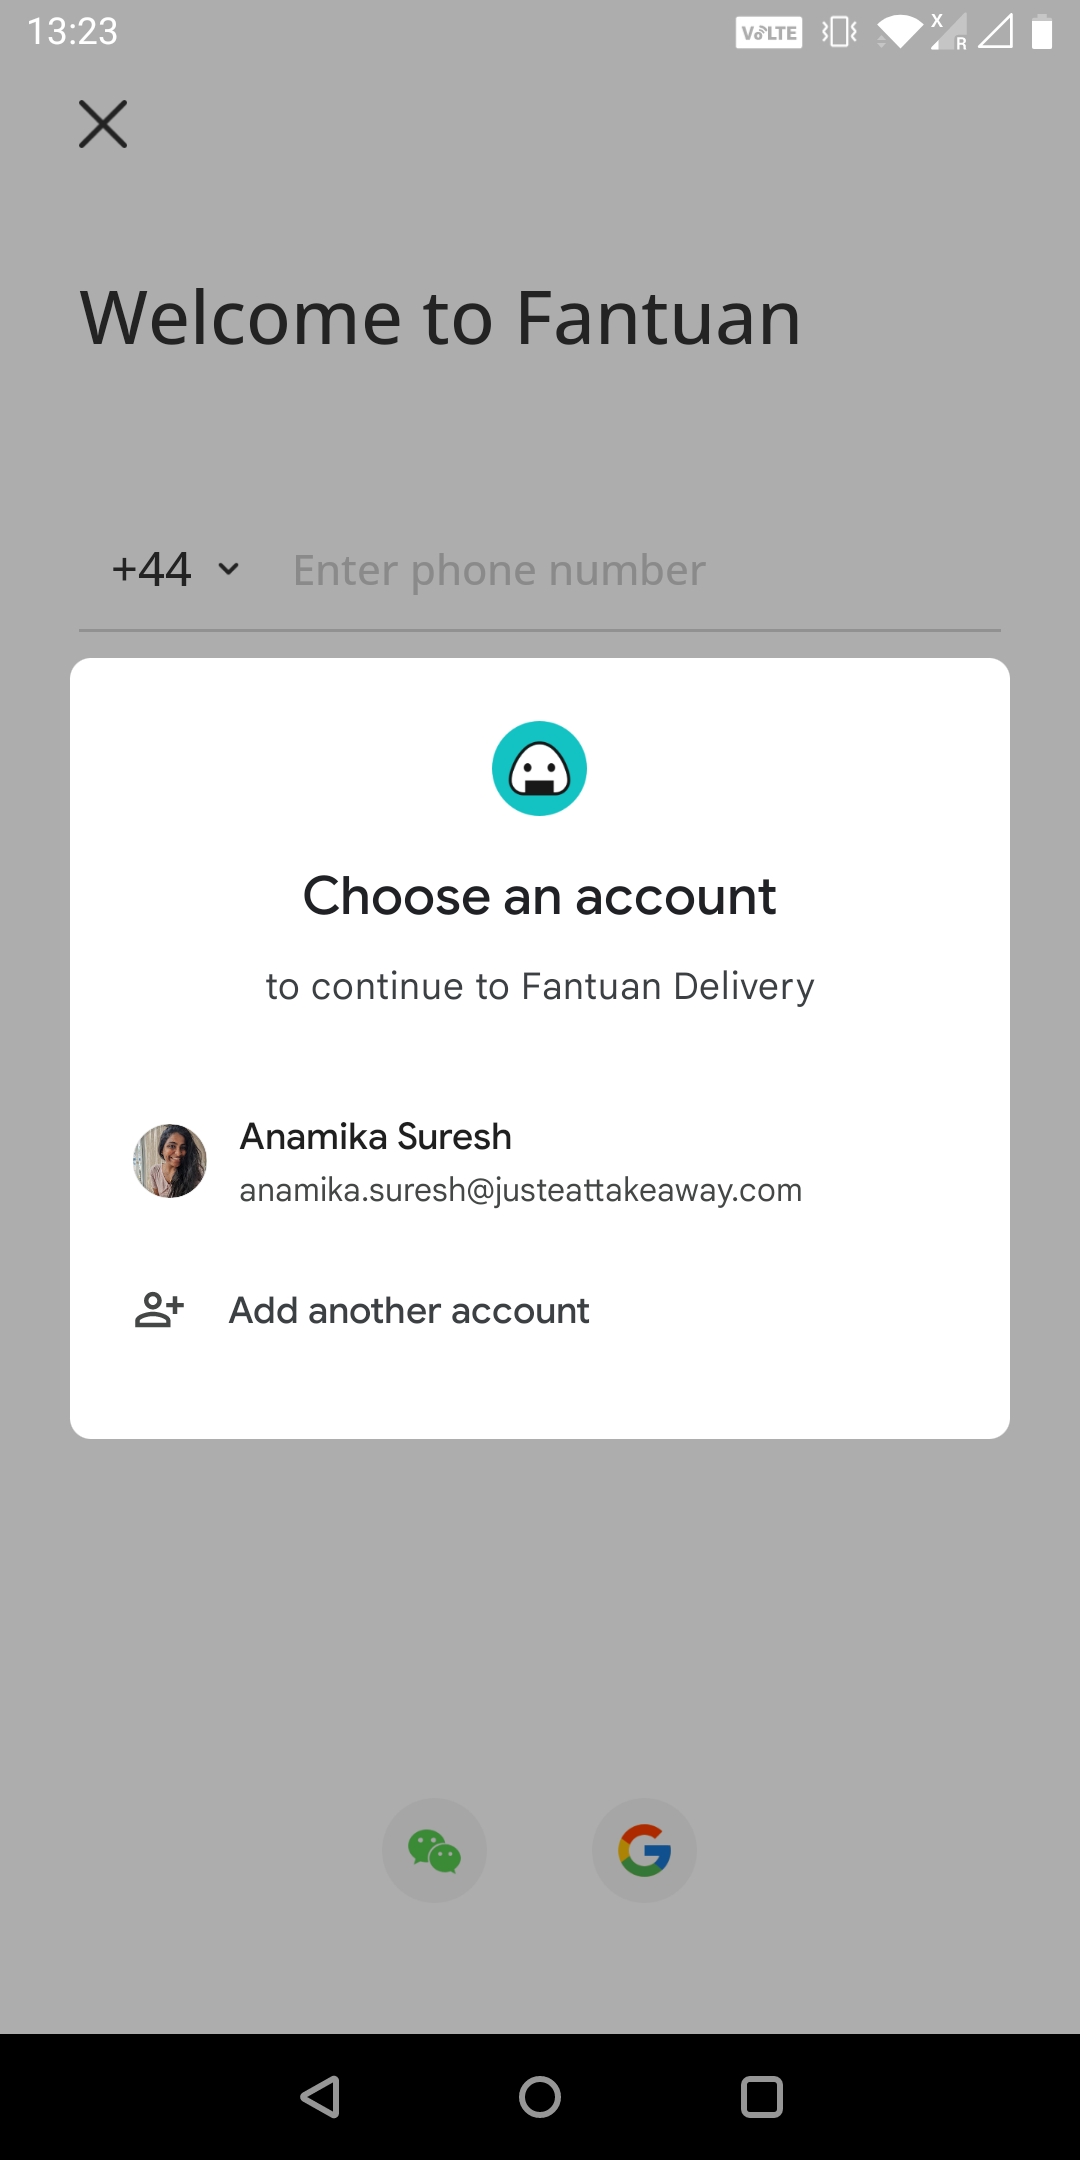 13:23
VoLTE
X
R
Welcome to Fantuan
+44 Enter phone number
Choose an account
to continue to Fantuan Delivery
Anamika Suresh
anamika.suresh@justeattakeaway.com
Add another account